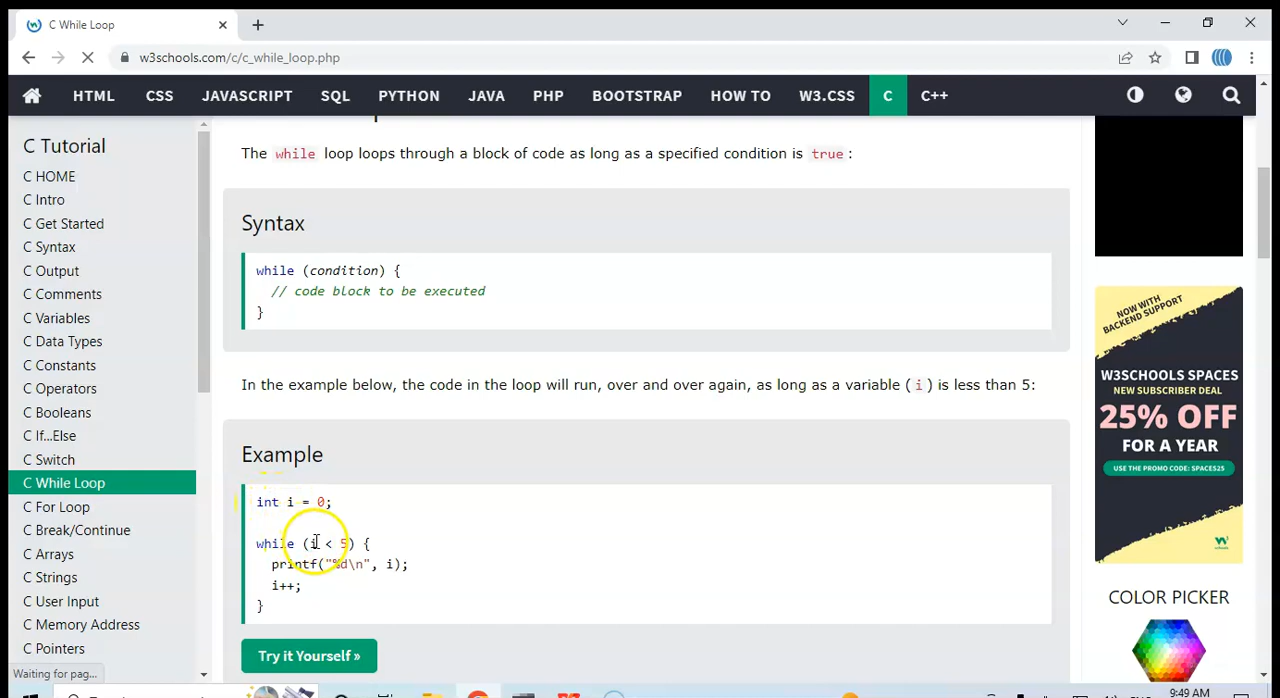 C While Loop
w3schools.com/c/c_while_loop.php
HTML CSS JAVASCRIPT SQL PYTHON JAVA PHP BOOTSTRAP HOW TO W3.CSS C C++
C Tutorial
C HOME
C Intro
C Get Started
C Syntax
C Output
C Comments
C Variables
C Data Types
C Constants
C Operators
C Booleans
C If...Else
C Switch
C While Loop
C For Loop
C Break/Continue
C Arrays
C Strings
C User Input
C Memory Address
C Pointers
Waiting for pag...
The while loop loops through a block of code as long as a specified condition is true:
Syntax
while (condition) {
// code block to be executed
}
In the example below, the code in the loop will run, over and over again, as long as a variable (i) is less than 5:
Example
int i = 0;
while (i < 5) {
printf("%d\n", i);
i++;
}
Try it Yourself »
NOW WITH
BACKEND SUPPORT
W3SCHOOLS SPACES
NEW SUBSCRIBER DEAL
25% OFF
FOR A YEAR
USE THE PROMO CODE: SPACES25
COLOR PICKER
9:49 AM